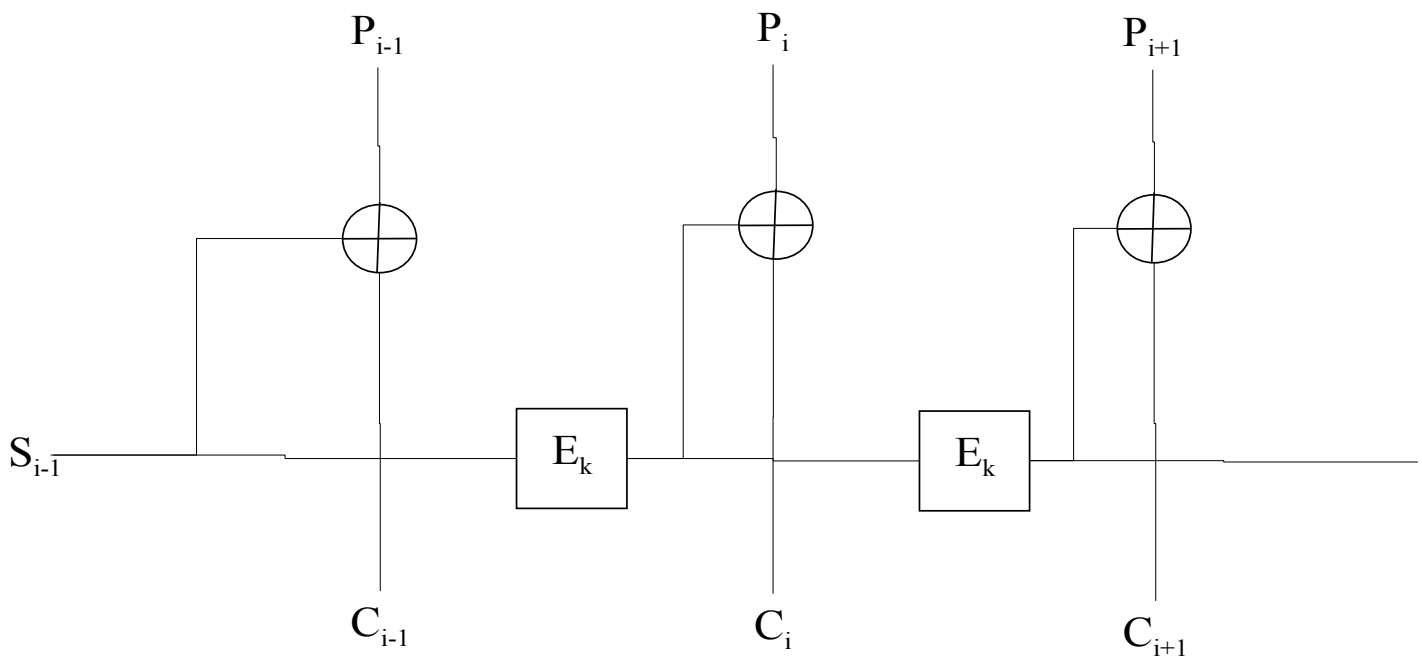 P_{i-1} P_i P_{i+1}
S_{i-1} E_k E_k
C_{i-1} C_i C_{i+1}